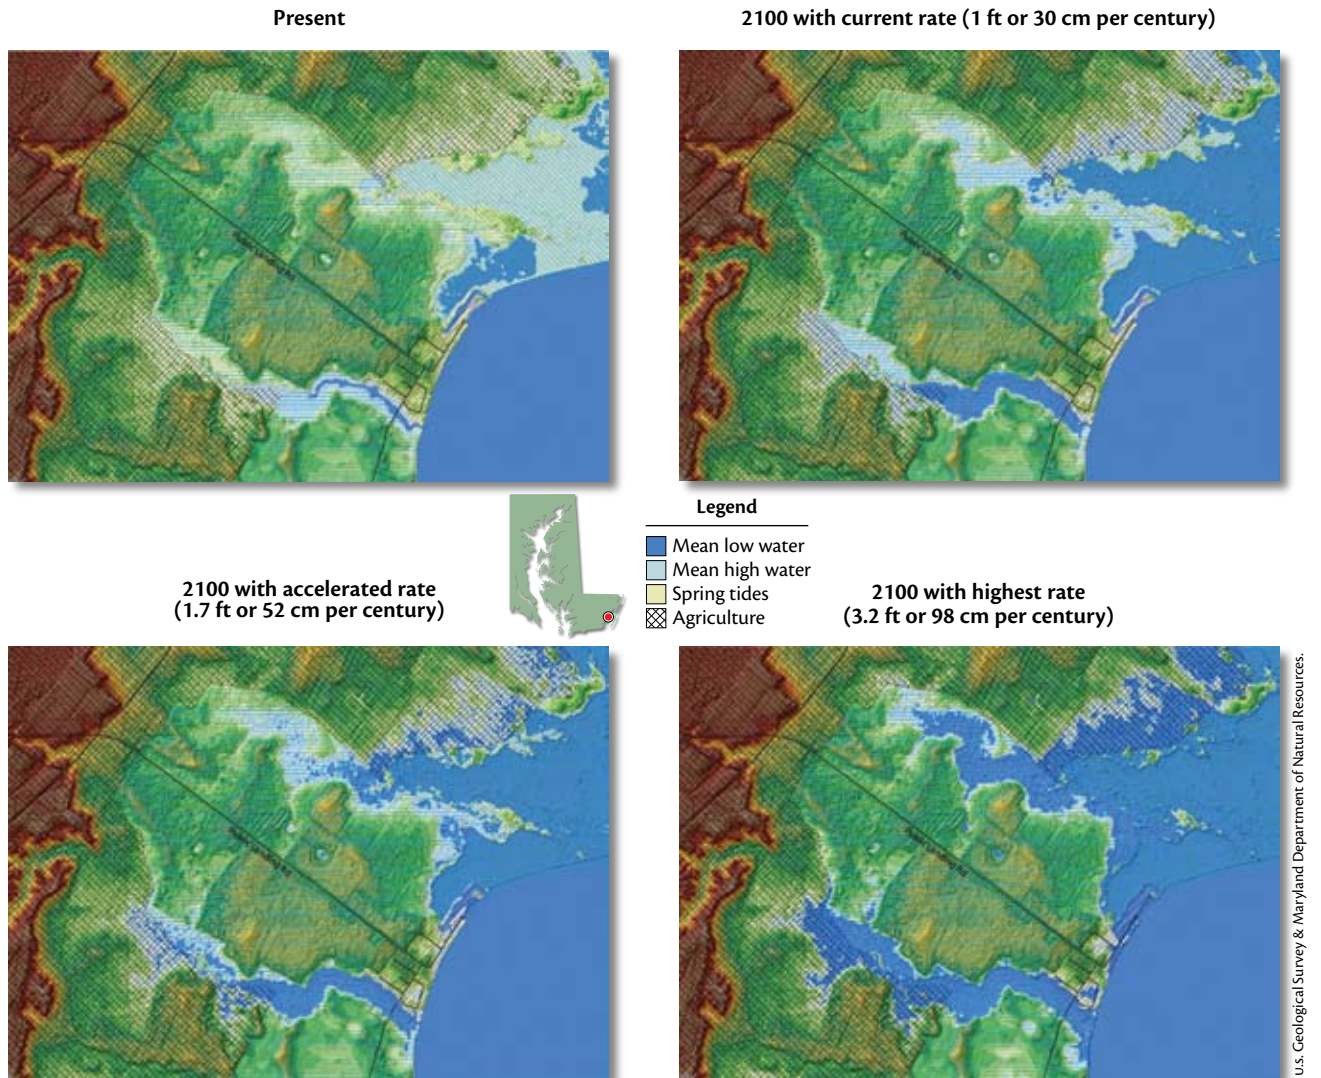 Present
2100 with current rate (1 ft or 30 cm per century)
Legend
Mean low water
Mean high water
Spring tides
Agriculture
2100 with accelerated rate
(1.7 ft or 52 cm per century)
2100 with highest rate
(3.2 ft or 98 cm per century)
U.S. Geological Survey & Maryland Department of Natural Resources.